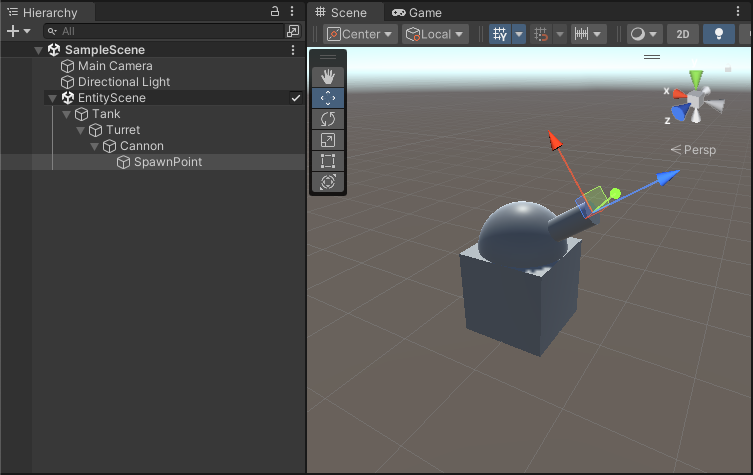 Hierarchy
All
SampleScene
Main Camera
Directional Light
EntityScene
Tank
Turret
Cannon
SpawnPoint
Scene
Game
Center
Local
2D
x
z
Persp